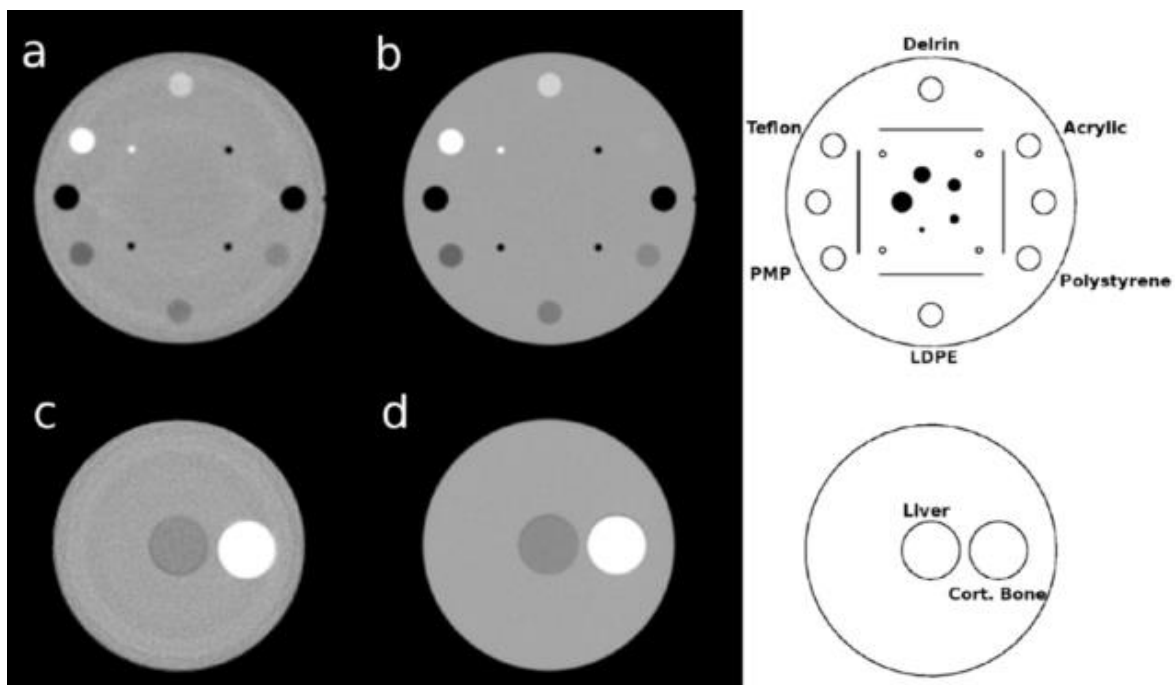 a
b
Delrin
Teflon
Acrylic
PMP
Polystyrene
LDPE
c
d
Liver
Cort. Bone